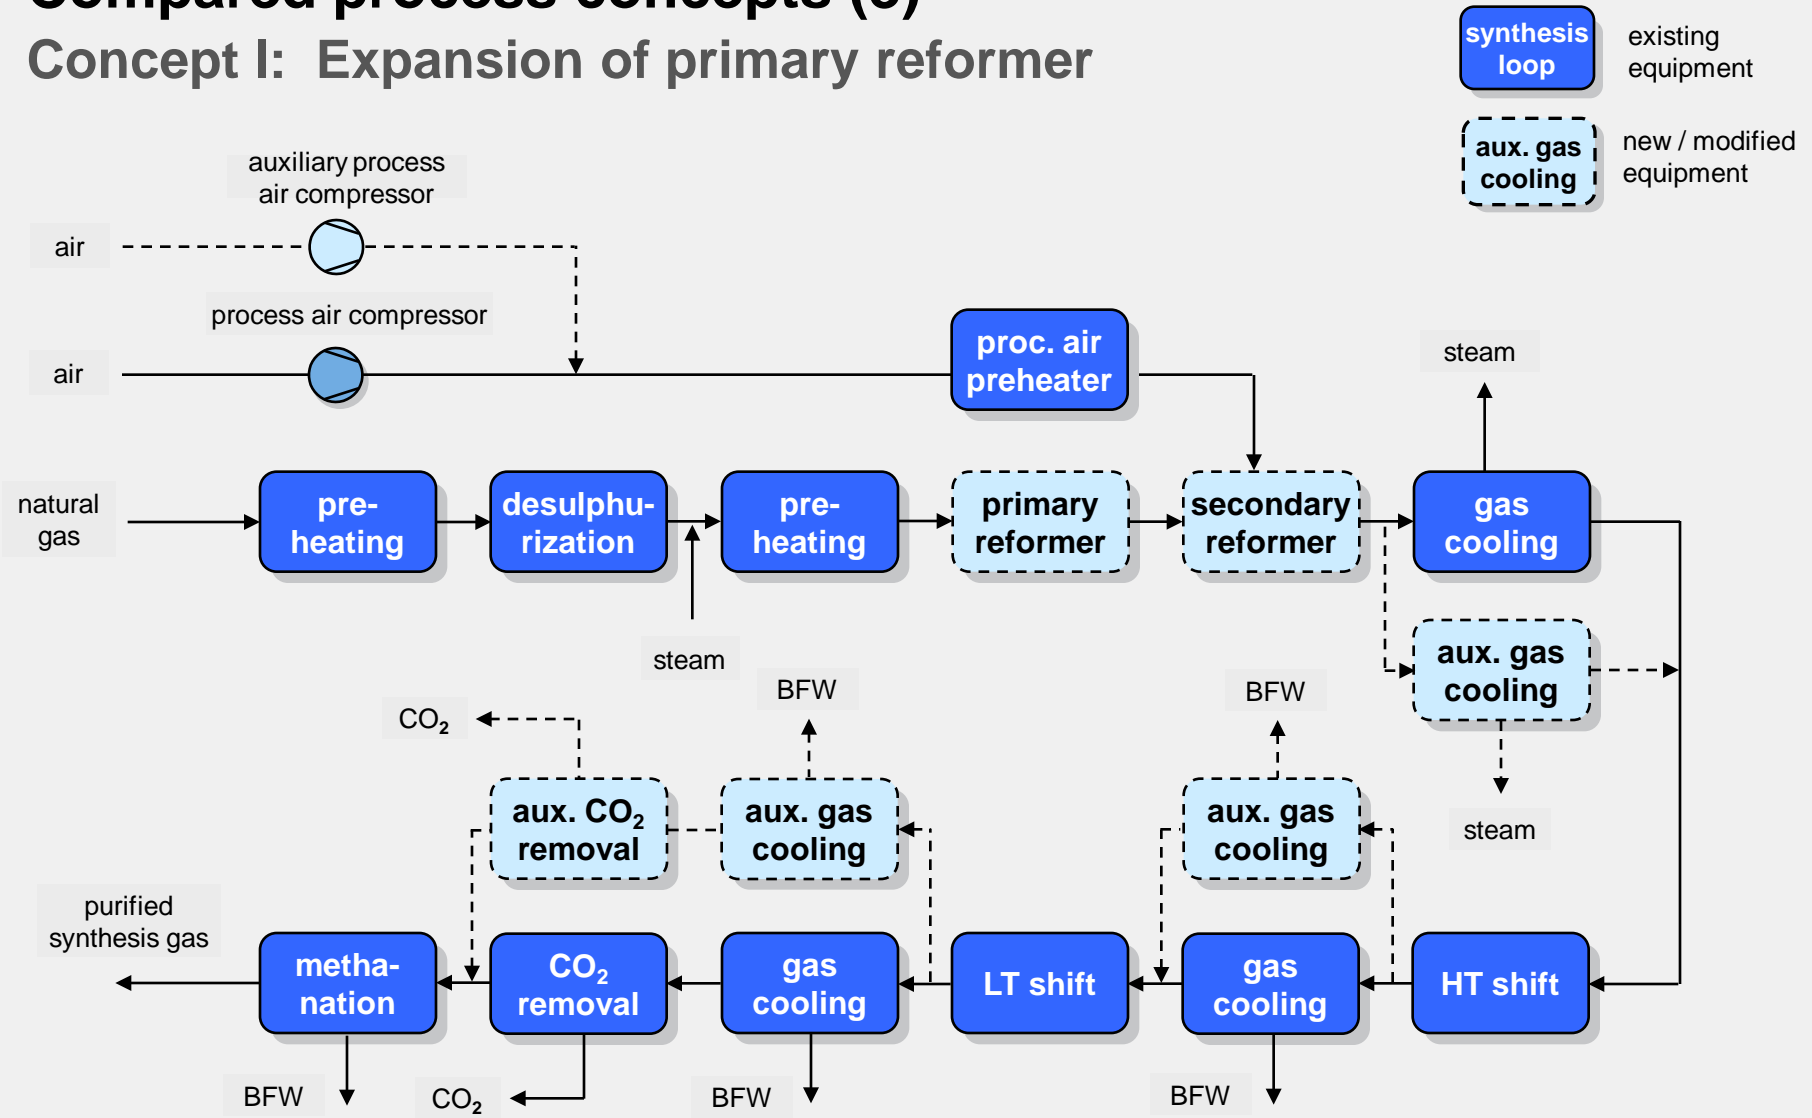 Compared process concepts (3)
Concept I: Expansion of primary reformer
synthesis
loop
existing
equipment
aux. gas
cooling
new / modified
equipment
auxiliary process
air compressor
air
process air compressor
air
proc. air
preheater
steam
natural
gas
pre-
heating
desulphu-
rization
pre-
heating
primary
reformer
secondary
reformer
gas
cooling
steam
aux. gas
cooling
steam
CO₂
BFW
BFW
aux. CO₂
removal
aux. gas
cooling
aux. gas
cooling
purified
synthesis gas
metha-
nation
CO₂
removal
gas
cooling
LT shift
gas
cooling
HT shift
BFW
CO₂
BFW
BFW